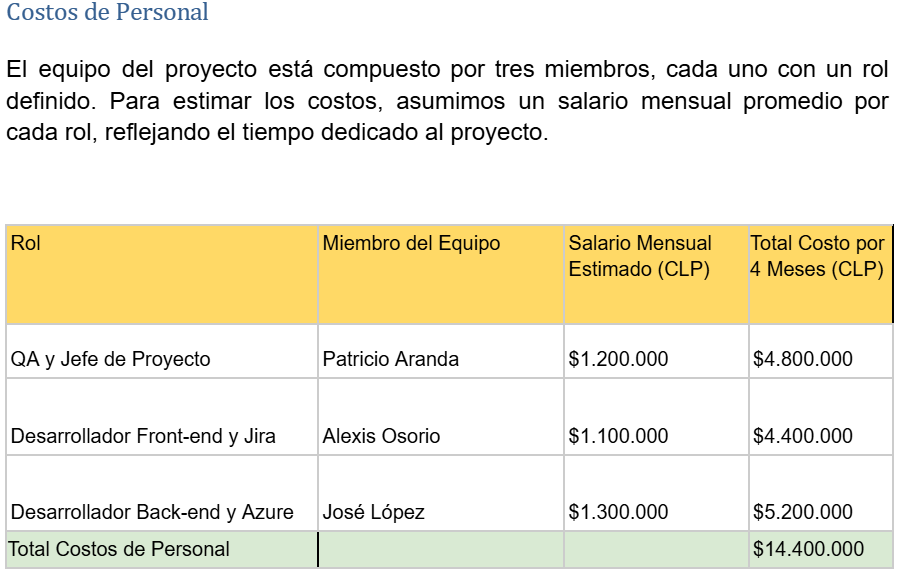 Costos de Personal
El equipo del proyecto está compuesto por tres miembros, cada uno con un rol
definido. Para estimar los costos, asumimos un salario mensual promedio por
cada rol, reflejando el tiempo dedicado al proyecto.
Rol Miembro del Equipo Salario Mensual Estimado (CLP) Total Costo por 4 Meses (CLP)
QA y Jefe de Proyecto Patricio Aranda $1.200.000 $4.800.000
Desarrollador Front-end y Jira Alexis Osorio $1.100.000 $4.400.000
Desarrollador Back-end y Azure José López $1.300.000 $5.200.000
Total Costos de Personal $14.400.000